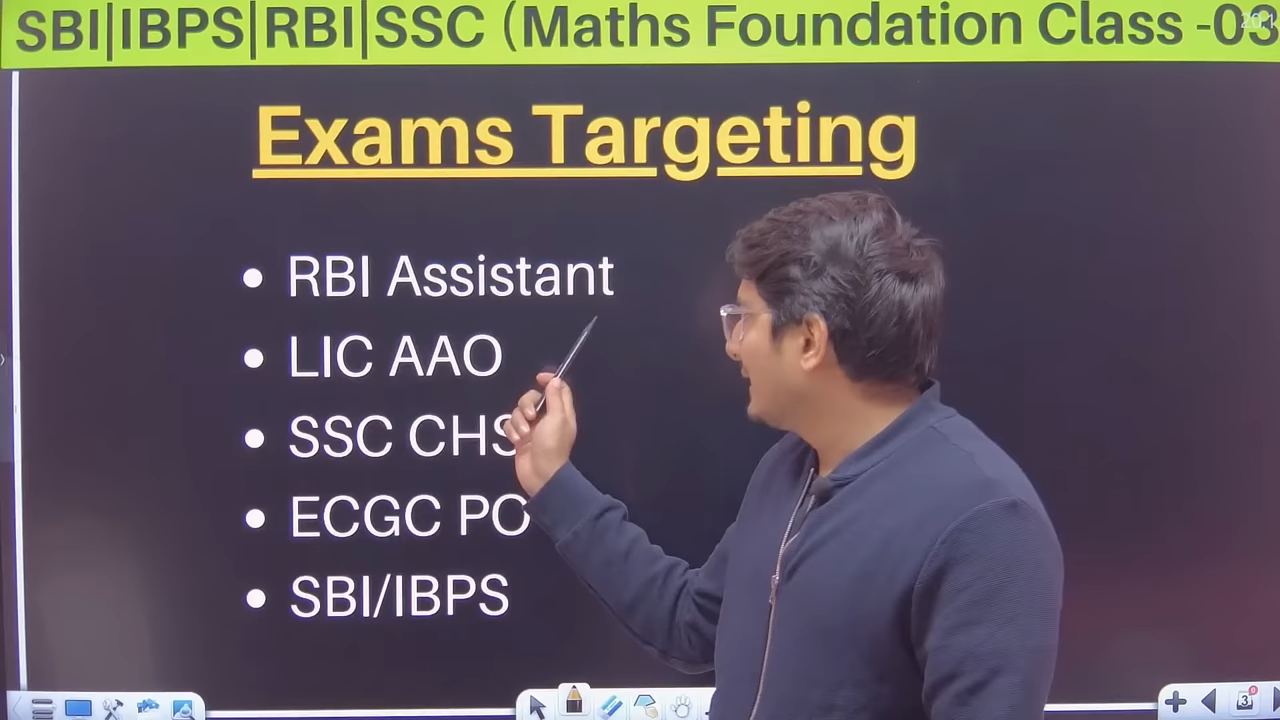 SBI|IBPS|RBI|SSC (Maths Foundation Class -03
Exams Targeting
• RBI Assistant
• LIC AAO
• SSC CHS
• ECGC PO
• SBI/IBPS
3